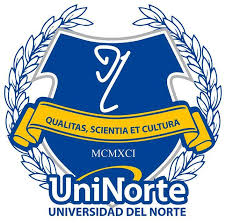 QUALITAS, SCIENTIA ET CULTURA
MCMXCI
UniNorte
UNIVERSIDAD DEL NORTE